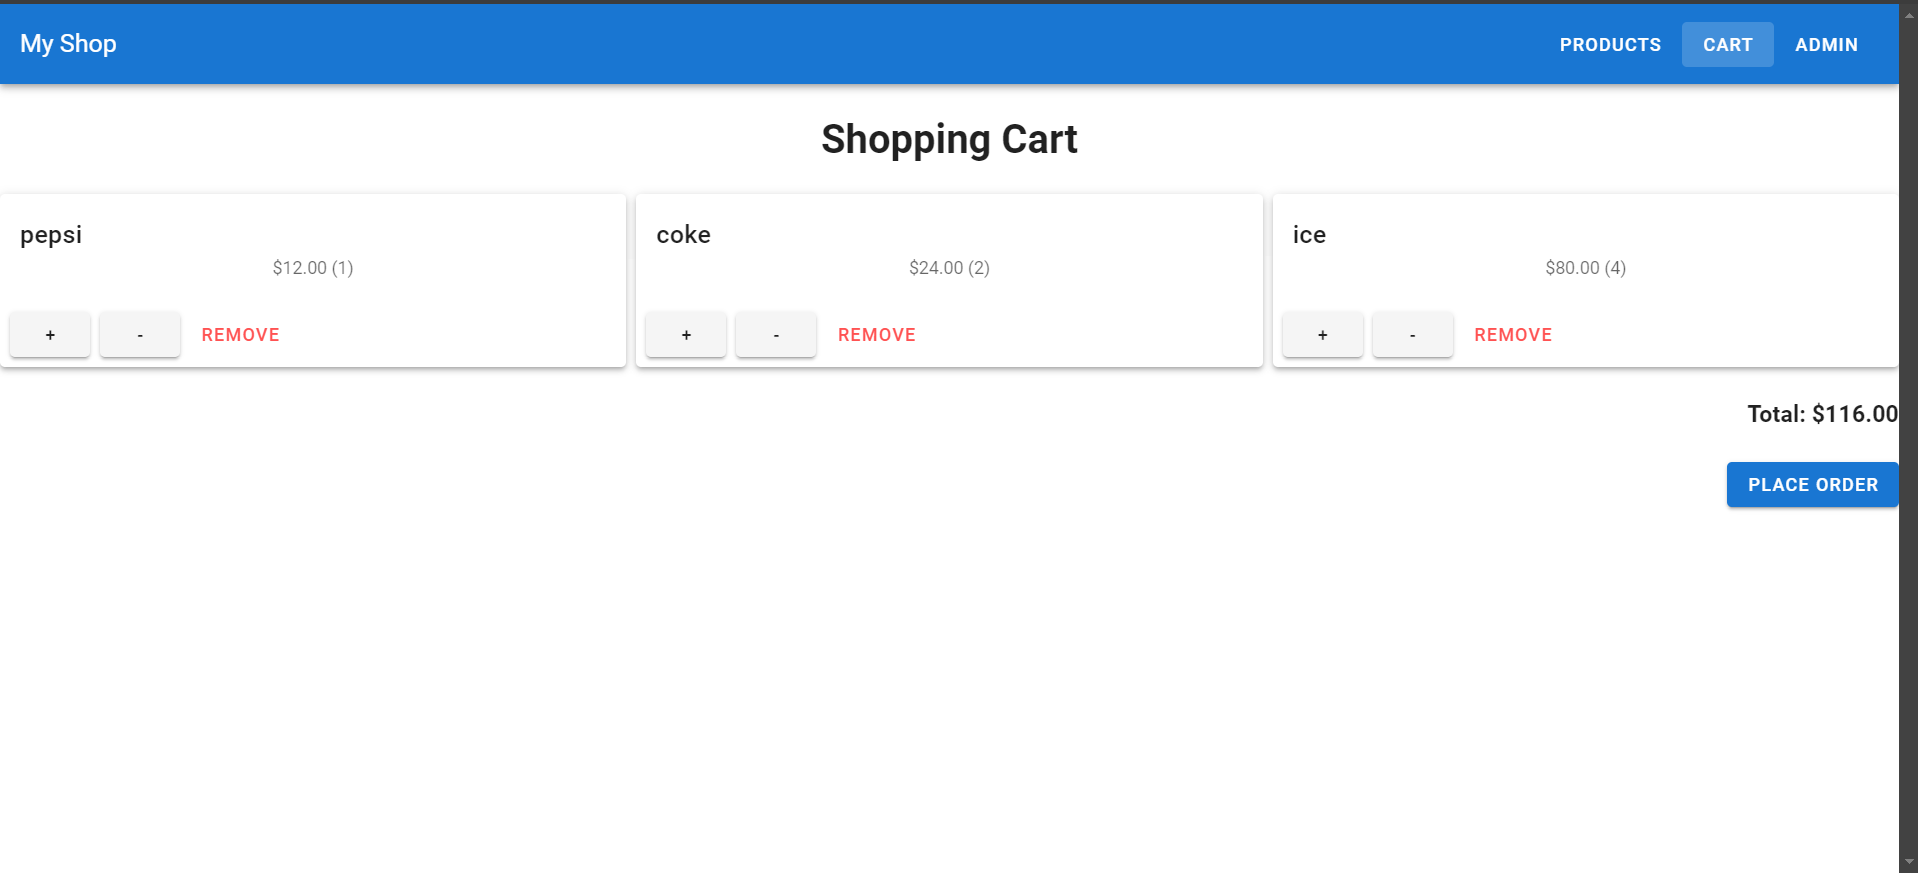 My Shop
PRODUCTS CART ADMIN
Shopping Cart
pepsi
$12.00 (1)
+ - REMOVE
coke
$24.00 (2)
+ - REMOVE
ice
$80.00 (4)
+ - REMOVE
Total: $116.00
PLACE ORDER